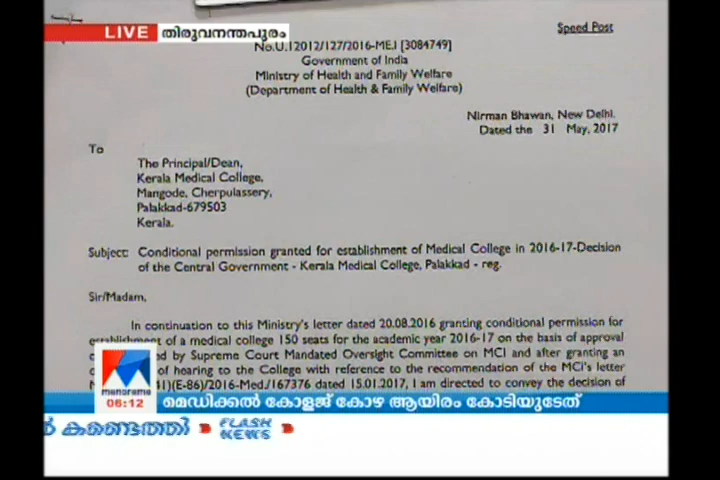 LIVE തിരുവനന്തപുരം
Speed Post
No.U.12012/127/2016-ME.I [3084749]
Government of India
Ministry of Health and Family Welfare
(Department of Health & Family Welfare)
Nirman Bhawan, New Delhi.
Dated the 31 May, 2017
To
The Principal/Dean,
Kerala Medical College,
Mangode, Cherpulassery,
Palakkad-679503
Kerala.
Subject: Conditional permission granted for establishment of Medical College in 2016-17-Decision
of the Central Government - Kerala Medical College, Palakkad - reg.
Sir/Madam,
In continuation to this Ministry's letter dated 20.08.2016 granting conditional permission for
establishment of a medical college 150 seats for the academic year 2016-17 on the basis of approval
by Supreme Court Mandated Oversight Committee on MCI and after granting an
of hearing to the College with reference to the recommendation of the MCI's letter
(E-86)/2016-Med./167376 dated 15.01.2017, I am directed to convey the decision of
manorama
06:12
മെഡിക്കൽ കോളജ് കോഴ ആയിരം കോടിയുടേത്
കണ്ടെത്തി
FLASH
NEWS